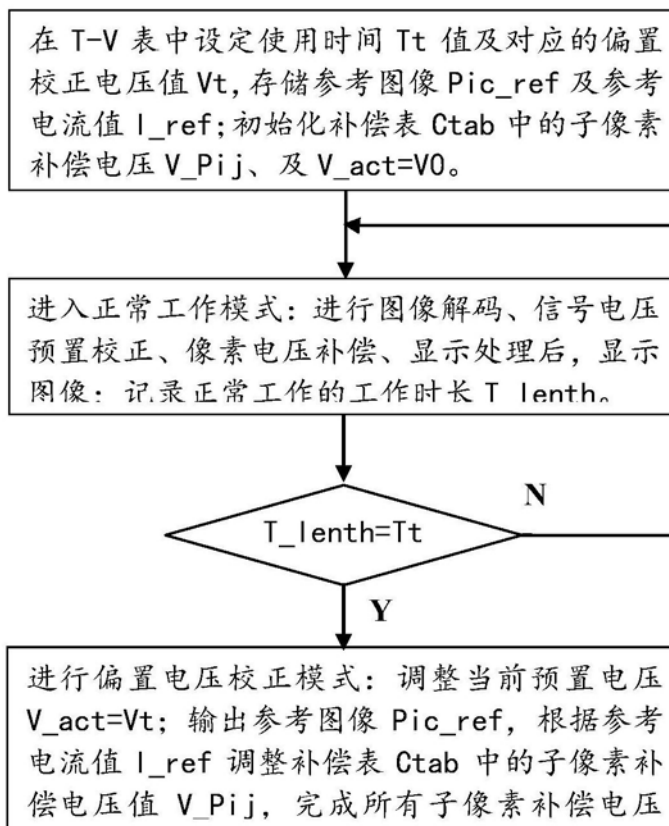 在 T-V 表中设定使用时间 Tt 值及对应的偏置
校正电压值 Vt,存储参考图像 Pic_ref 及参考
电流值 I_ref;初始化补偿表 Ctab 中的子像素
补偿电压 V_Pij、及 V_act=V0。
进入正常工作模式：进行图像解码、信号电压
预置校正、像素电压补偿、显示处理后，显示
图像；记录正常工作的工作时长 T_lenth。
N
T_lenth=Tt
Y
进行偏置电压校正模式：调整当前预置电压
V_act=Vt；输出参考图像 Pic_ref，根据参考
电流值 I_ref 调整补偿表 Ctab 中的子像素补
偿电压值 V_Pij，完成所有子像素补偿电压